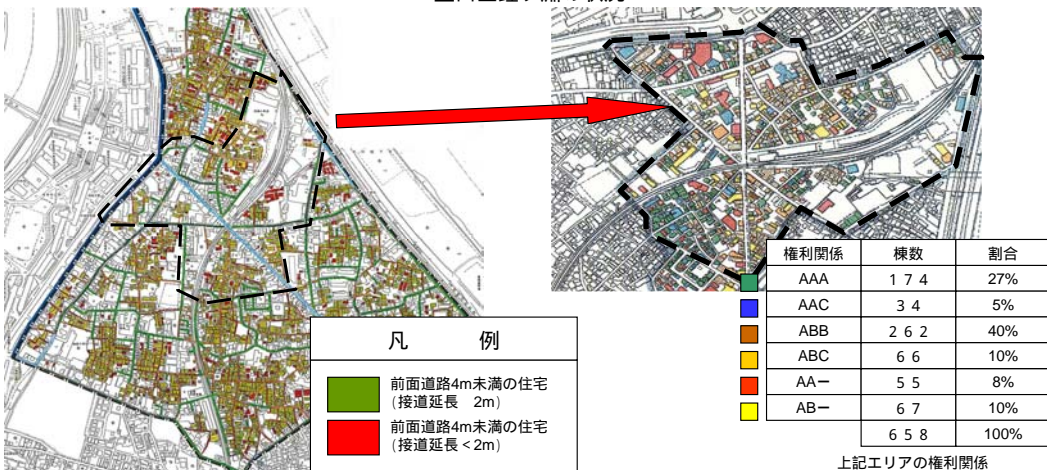 凡　　例
前面道路4m未満の住宅
(接道延長　2m)
前面道路4m未満の住宅
(接道延長＜2m)
権利関係 棟数 割合
AAA １７４ 27%
AAC ３４ 5%
ABB ２６２ 40%
ABC ６６ 10%
AAー ５５ 8%
ABー ６７ 10%
６５８ 100%
上記エリアの権利関係